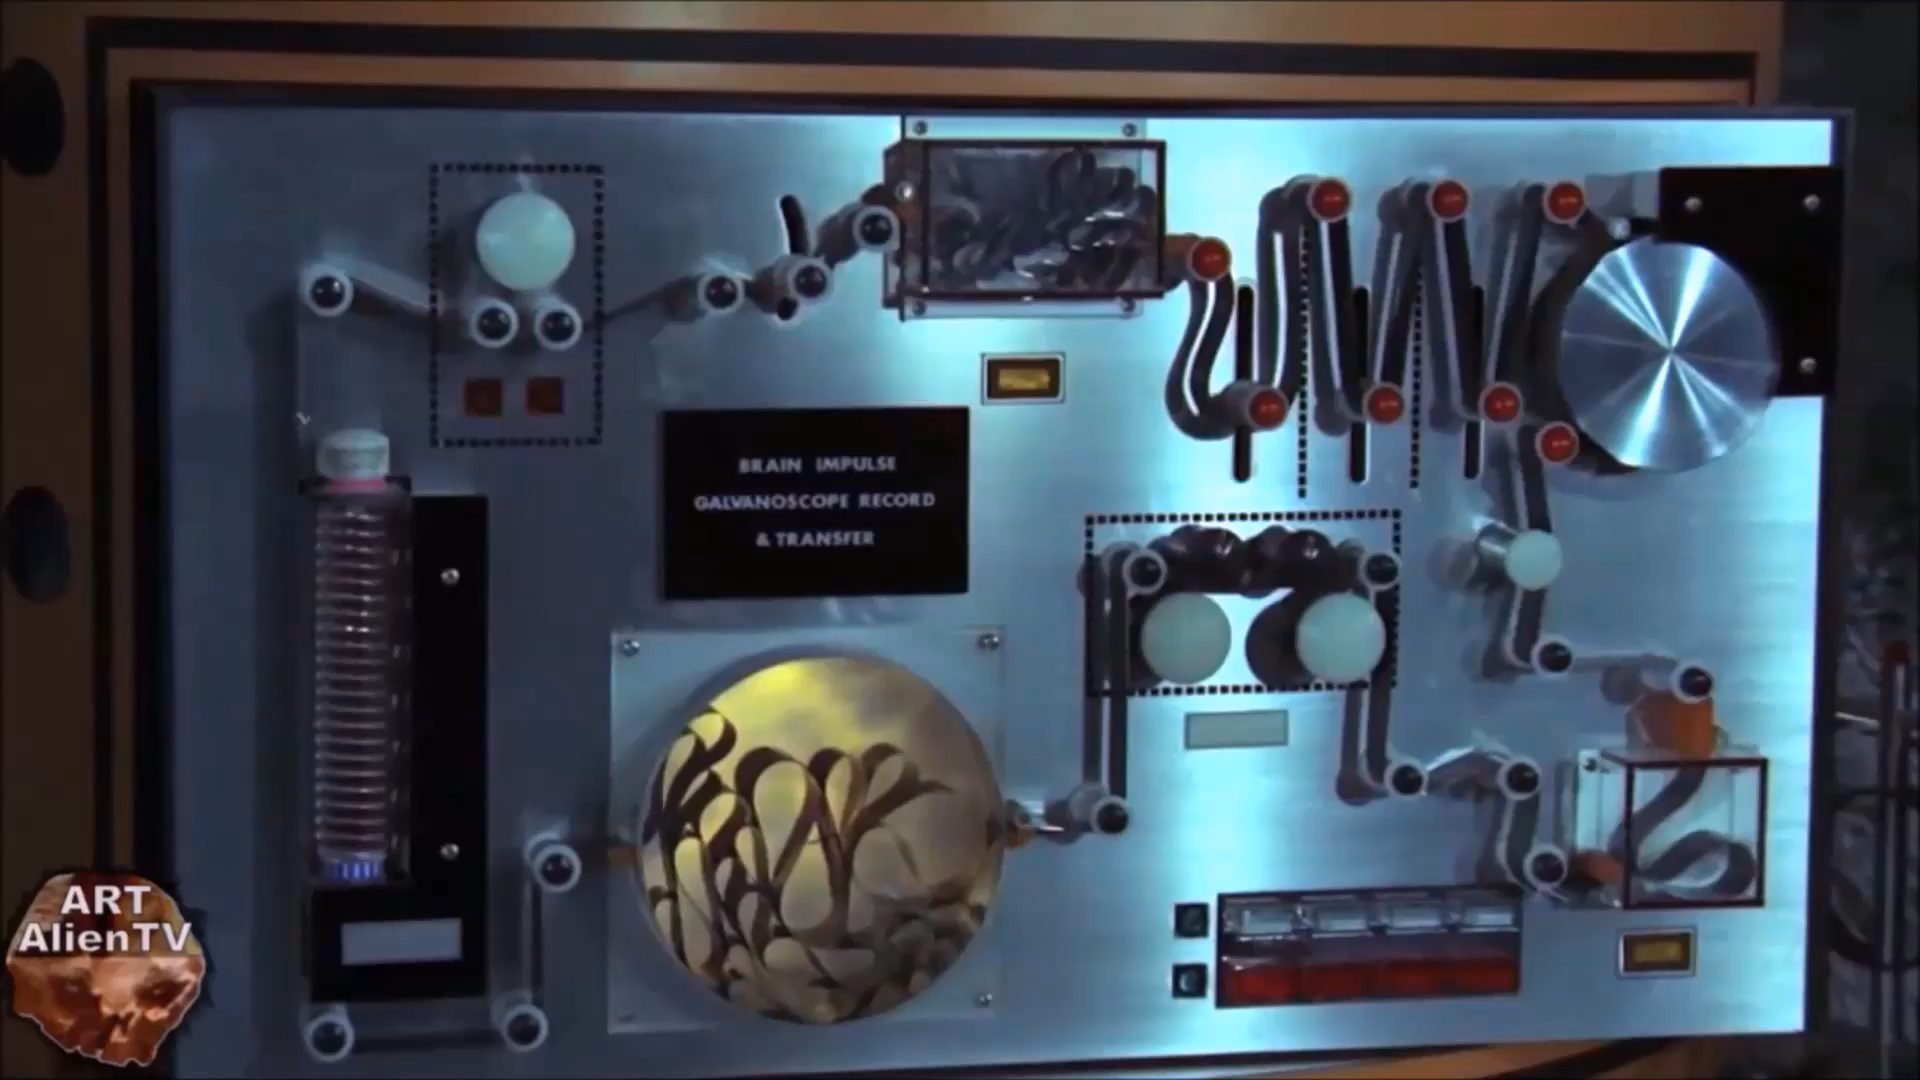 BRAIN IMPULSE
GALVANOSCOPE RECORD
& TRANSFER
ART
AlienTV